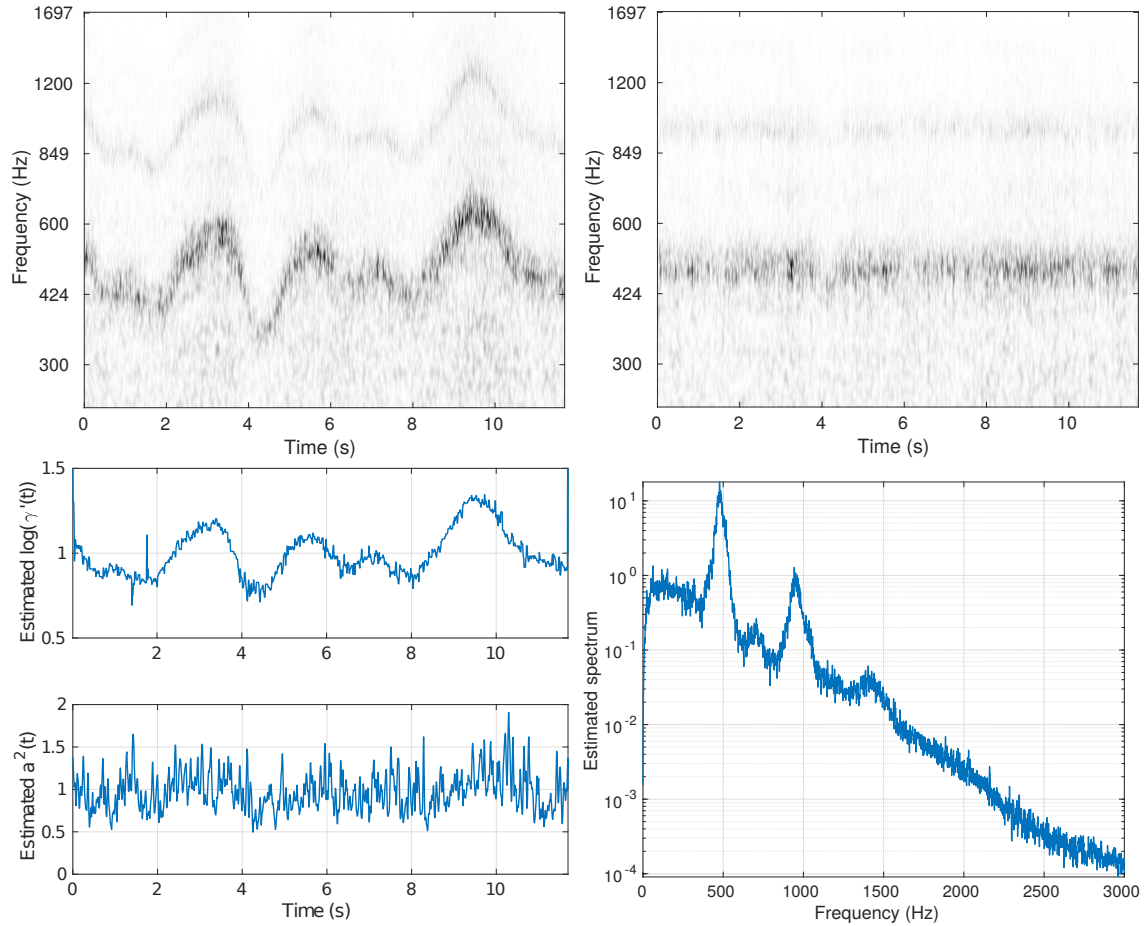 1697
1200
849
600
424
300
Frequency (Hz)
0 2 4 6 8 10
Time (s)
1697
1200
849
600
424
300
Frequency (Hz)
0 2 4 6 8 10
Time (s)
1.5
1.0
0.5
Estimated log(γ'(t))
2 4 6 8 10
2
1.5
1
0.5
0
Estimated a²(t)
0 2 4 6 8 10
Time (s)
10¹
10⁰
10⁻¹
10⁻²
10⁻³
10⁻⁴
Estimated spectrum
0 500 1000 1500 2000 2500 3000
Frequency (Hz)